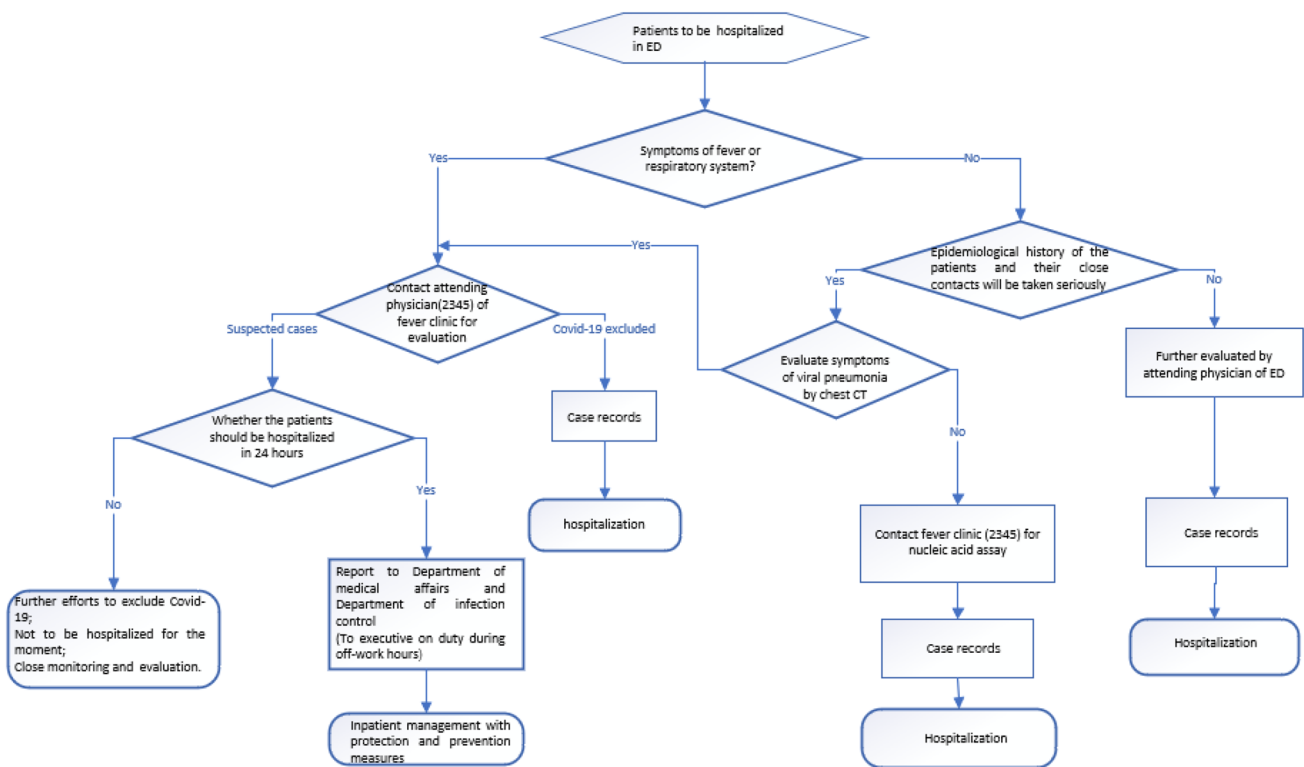 Patients to be hospitalized
in ED
Symptoms of fever or
respiratory system?
Yes
No
Yes
Epidemiological history of the
patients and their close
contacts will be taken seriously
Contact attending
physician(2345) of
fever clinic for
evaluation
Yes
No
Suspected cases
Covid-19 excluded
Evaluate symptoms
of viral pneumonia
by chest CT
Further evaluated by
attending physician of ED
Whether the patients
should be hospitalized
in 24 hours
Case records
No
No
Yes
hospitalization
Contact fever clinic (2345) for
nucleic acid assay
Case records
Report to Department of
medical affairs and
Department of infection
control
(To executive on duty during
off-work hours)
Further efforts to exclude Covid-
19;
Not to be hospitalized for the
moment;
Close monitoring and evaluation.
Case records
Hospitalization
Inpatient management with
protection and prevention
measures
Hospitalization